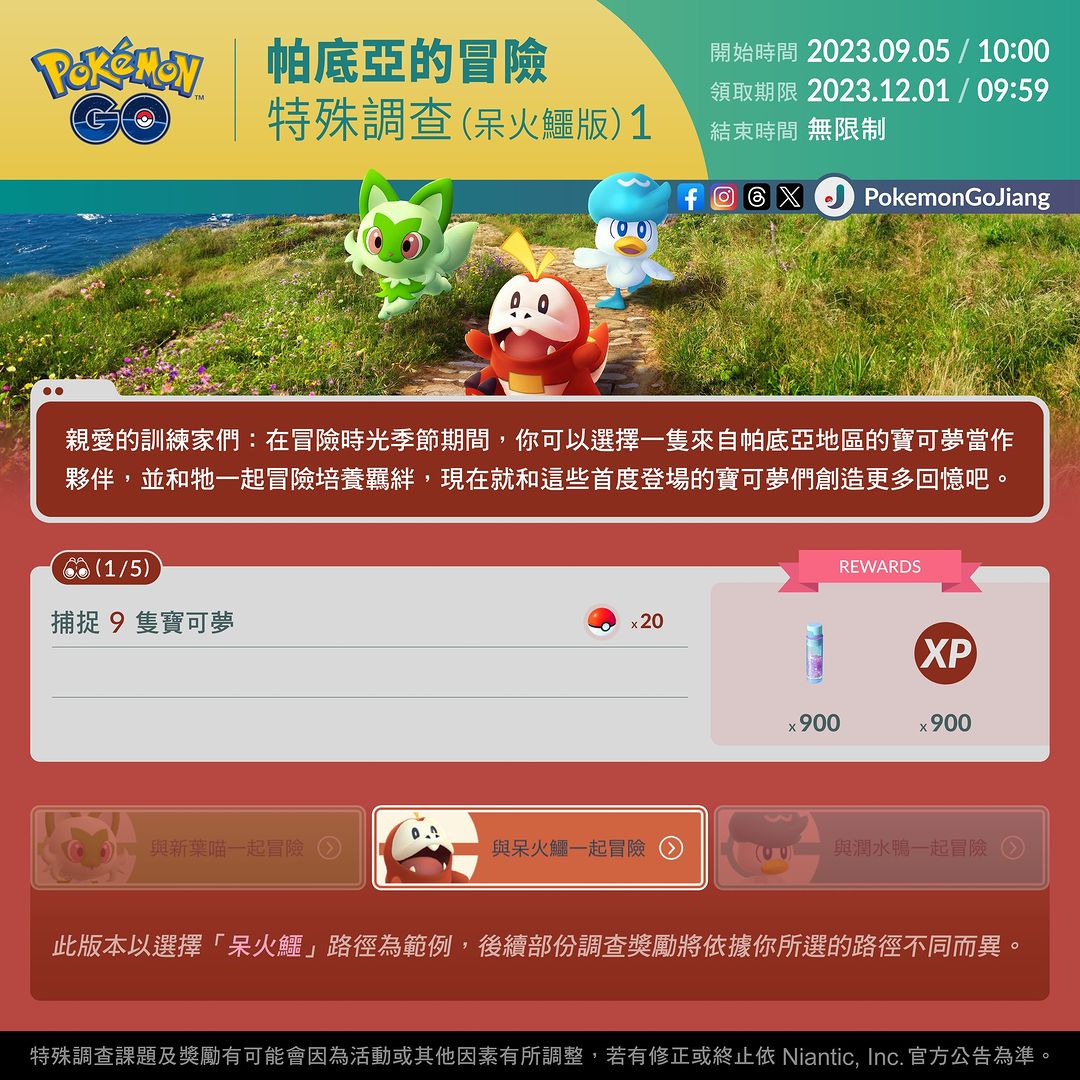 POKÉMON GO™
帕底亞的冒險
特殊調查(呆火鱷版)1
開始時間 2023.09.05 / 10:00
領取期限 2023.12.01 / 09:59
結束時間 無限制
PokemonGoJiang
親愛的訓練家們：在冒險時光季節期間，你可以選擇一隻來自帕底亞地區的寶可夢當作
夥伴，並和牠一起冒險培養羈絆，現在就和這些首度登場的寶可夢們創造更多回憶吧。
(1/5)
捕捉 9 隻寶可夢
x20
REWARDS
XP
x900
x900
與新葉喵一起冒險
與呆火鱷一起冒險
與潤水鴨一起冒險
此版本以選擇「呆火鱷」路徑為範例，後續部份調查獎勵將依據你所選的路徑不同而異。
特殊調查課題及獎勵有可能會因為活動或其他因素有所調整，若有修正或終止依 Niantic, Inc. 官方公告為準。